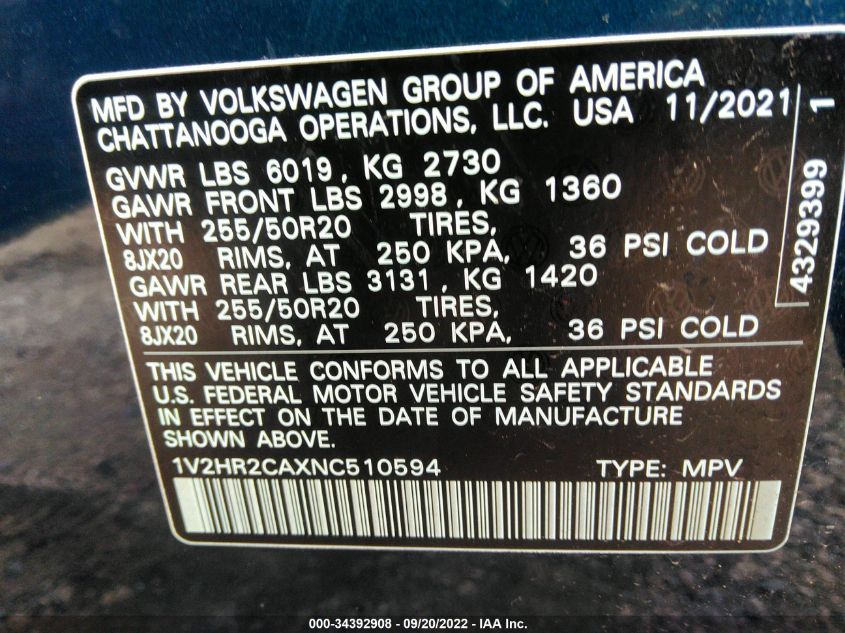 MFD BY VOLKSWAGEN GROUP OF AMERICA
CHATTANOOGA OPERATIONS, LLC. USA 11/2021
GVWR LBS 6019, KG 2730
GAWR FRONT LBS 2998, KG 1360
WITH 255/50R20 TIRES,
8JX20 RIMS, AT 250 KPA, 36 PSI COLD
GAWR REAR LBS 3131, KG 1420
WITH 255/50R20 TIRES,
8JX20 RIMS, AT 250 KPA, 36 PSI COLD
THIS VEHICLE CONFORMS TO ALL APPLICABLE
U.S. FEDERAL MOTOR VEHICLE SAFETY STANDARDS
IN EFFECT ON THE DATE OF MANUFACTURE
SHOWN ABOVE.
1V2HR2CAXNC510594 TYPE: MPV
4329399 1
000-34392908 - 09/20/2022 - IAA Inc.